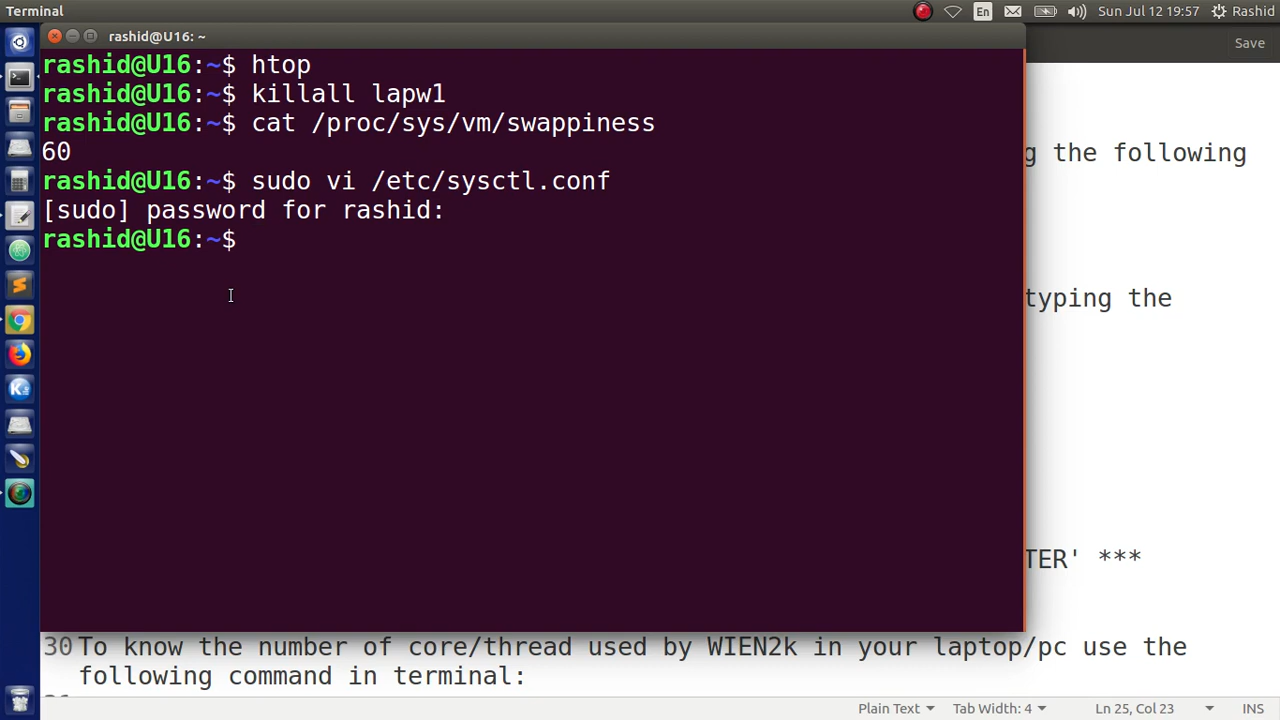 Terminal
En
Sun Jul 12 19:57
Rashid
rashid@U16: ~
Save
rashid@U16:~$ htop
rashid@U16:~$ killall lapw1
rashid@U16:~$ cat /proc/sys/vm/swappiness
60
rashid@U16:~$ sudo vi /etc/sysctl.conf
[sudo] password for rashid:
rashid@U16:~$
the following
typing the
TER' ***
30 To know the number of core/thread used by WIEN2k in your laptop/pc use the
following command in terminal:
Plain Text
Tab Width: 4
Ln 25, Col 23
INS